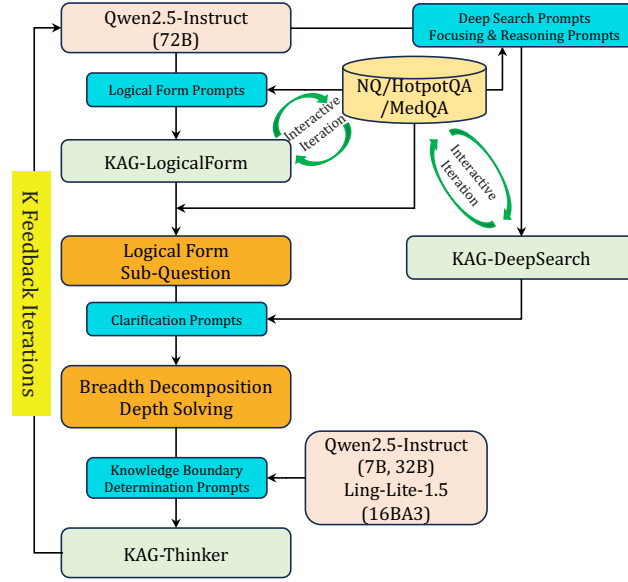 Qwen2.5-Instruct
(72B)
Deep Search Prompts
Focusing & Reasoning Prompts
Logical Form Prompts
NQ/HotpotQA
/MedQA
Interactive
Iteration
KAG-LogicalForm
Interactive
Iteration
K Feedback Iterations
Logical Form
Sub-Question
KAG-DeepSearch
Clarification Prompts
Breadth Decomposition
Depth Solving
Knowledge Boundary
Determination Prompts
Qwen2.5-Instruct
(7B, 32B)
Ling-Lite-1.5
(16BA3)
KAG-Thinker